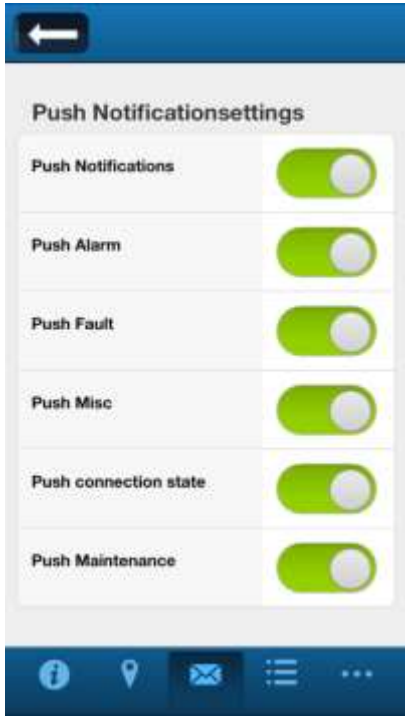 Push Notificationsettings
Push Notifications
Push Alarm
Push Fault
Push Misc
Push connection state
Push Maintenance